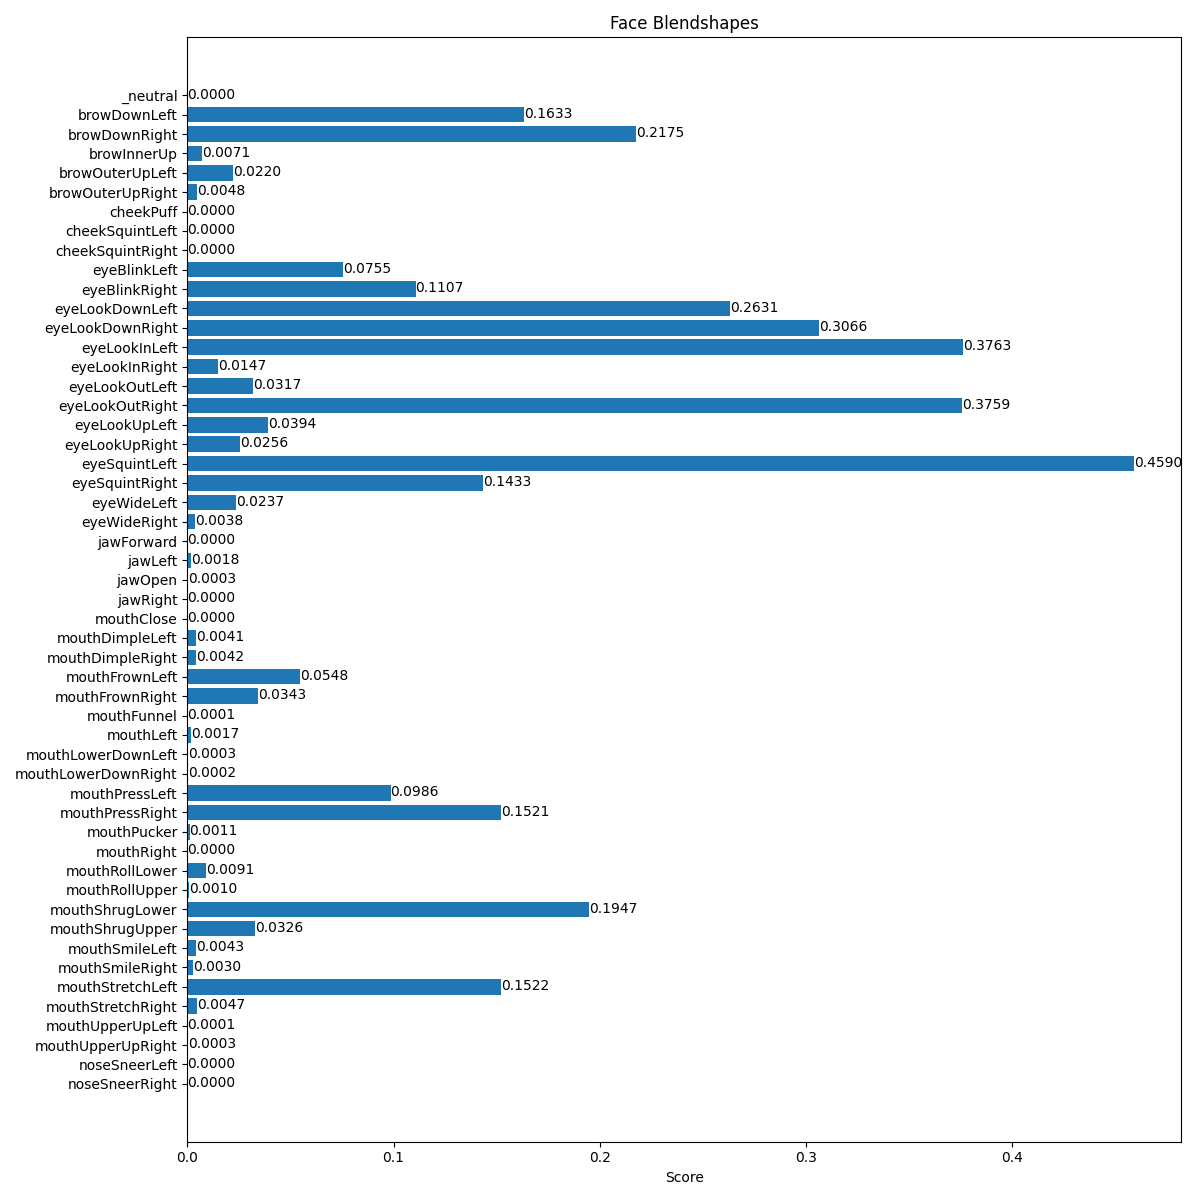 Face Blendshapes
_neutral 0.0000
browDownLeft 0.1633
browDownRight 0.2175
browInnerUp 0.0071
browOuterUpLeft 0.0220
browOuterUpRight 0.0048
cheekPuff 0.0000
cheekSquintLeft 0.0000
cheekSquintRight 0.0000
eyeBlinkLeft 0.0755
eyeBlinkRight 0.1107
eyeLookDownLeft 0.2631
eyeLookDownRight 0.3066
eyeLookInLeft 0.3763
eyeLookInRight 0.0147
eyeLookOutLeft 0.0317
eyeLookOutRight 0.3759
eyeLookUpLeft 0.0394
eyeLookUpRight 0.0256
eyeSquintLeft 0.4590
eyeSquintRight 0.1433
eyeWideLeft 0.0237
eyeWideRight 0.0038
jawForward 0.0000
jawLeft 0.0018
jawOpen 0.0003
jawRight 0.0000
mouthClose 0.0000
mouthDimpleLeft 0.0041
mouthDimpleRight 0.0042
mouthFrownLeft 0.0548
mouthFrownRight 0.0343
mouthFunnel 0.0001
mouthLeft 0.0017
mouthLowerDownLeft 0.0003
mouthLowerDownRight 0.0002
mouthPressLeft 0.0986
mouthPressRight 0.1521
mouthPucker 0.0011
mouthRight 0.0000
mouthRollLower 0.0091
mouthRollUpper 0.0010
mouthShrugLower 0.1947
mouthShrugUpper 0.0326
mouthSmileLeft 0.0043
mouthSmileRight 0.0030
mouthStretchLeft 0.1522
mouthStretchRight 0.0047
mouthUpperUpLeft 0.0001
mouthUpperUpRight 0.0003
noseSneerLeft 0.0000
noseSneerRight 0.0000
0.0 0.1 0.2 0.3 0.4
Score